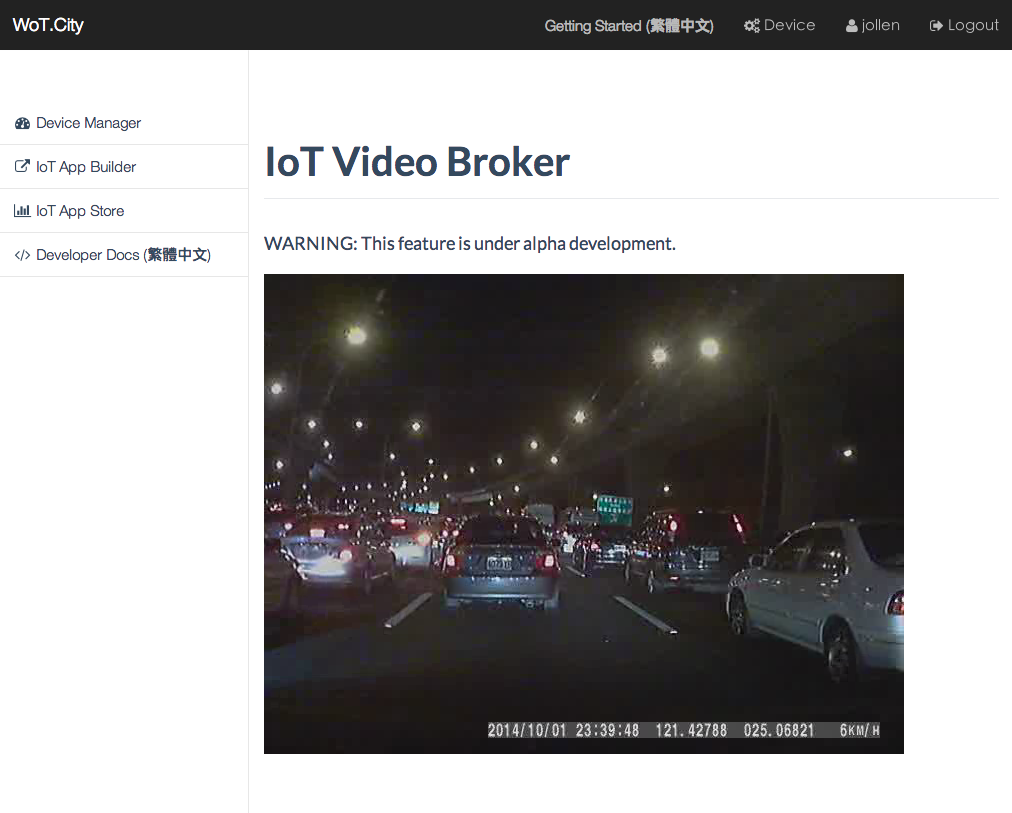 WoT.City
Getting Started (繁體中文)
Device
jollen
Logout
Device Manager
IoT App Builder
IoT App Store
Developer Docs (繁體中文)
IoT Video Broker
WARNING: This feature is under alpha development.
2014/10/01 23:39:48 121.42788 025.06821 6KM/H